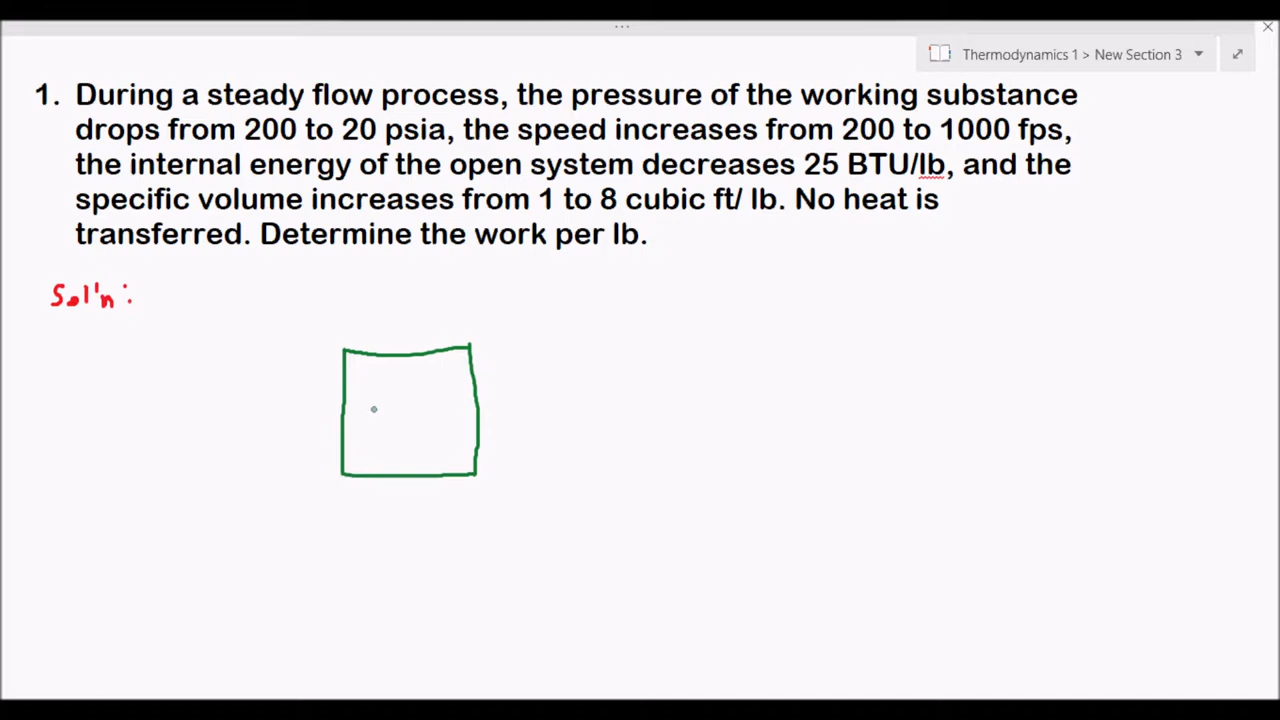 ...
Thermodynamics 1 > New Section 3
1. During a steady flow process, the pressure of the working substance
drops from 200 to 20 psia, the speed increases from 200 to 1000 fps,
the internal energy of the open system decreases 25 BTU/lb, and the
specific volume increases from 1 to 8 cubic ft/ lb. No heat is
transferred. Determine the work per lb.
Sol'n :